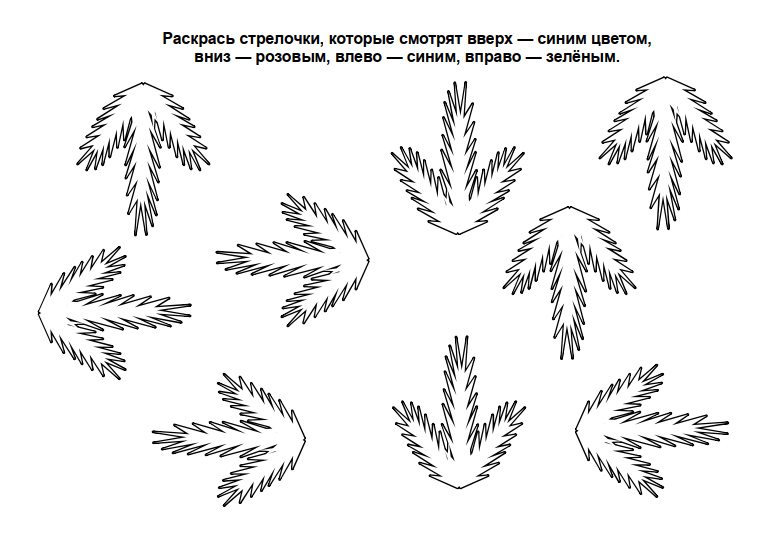 Раскрась стрелочки, которые смотрят вверх — синим цветом,
вниз — розовым, влево — синим, вправо — зелёным.